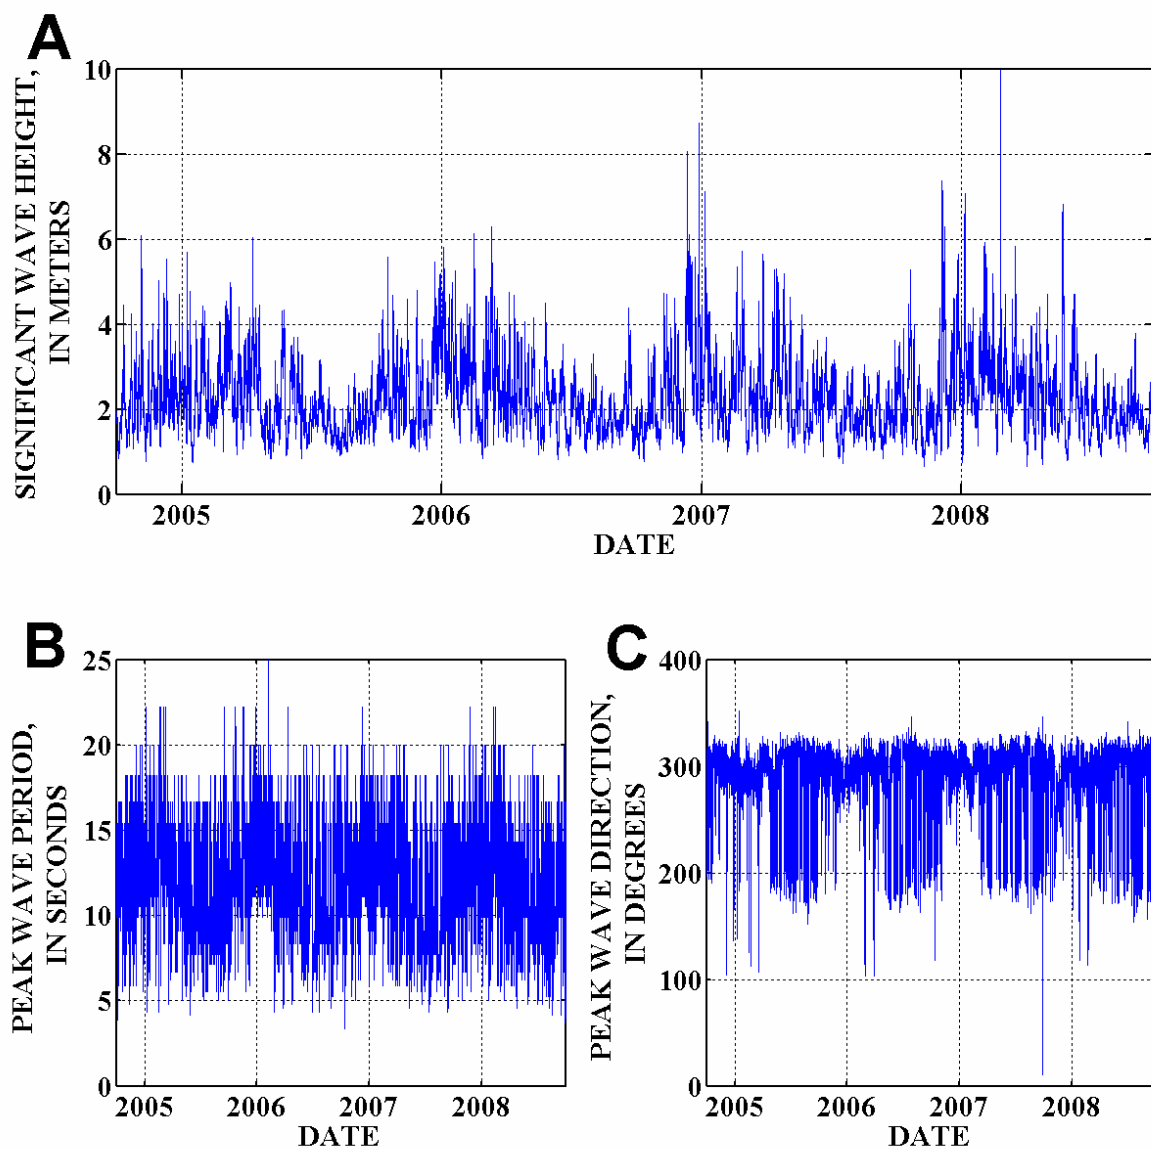 A
SIGNIFICANT WAVE HEIGHT,
IN METERS
10
8
6
4
2
0
2005 2006 2007 2008
DATE
B
PEAK WAVE PERIOD,
IN SECONDS
25
20
15
10
5
0
2005 2006 2007 2008
DATE
C
PEAK WAVE DIRECTION,
IN DEGREES
400
300
200
100
0
2005 2006 2007 2008
DATE